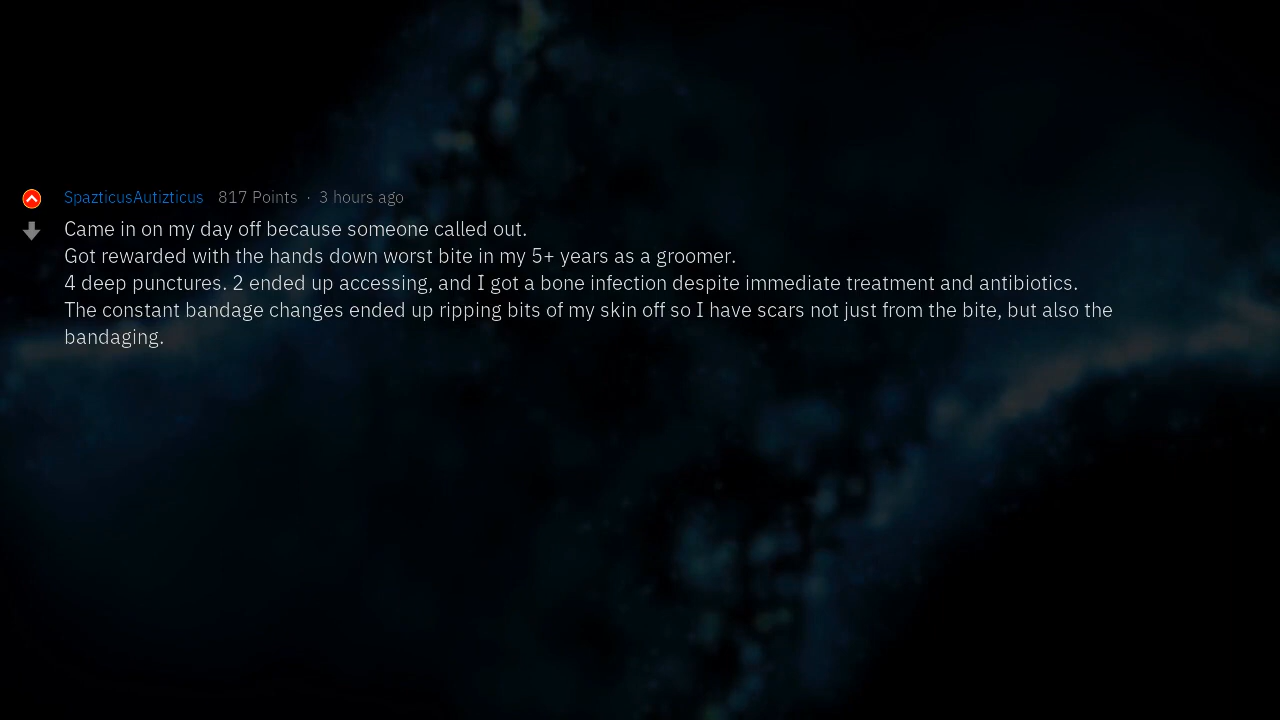 SpazticusAutizticus 817 Points · 3 hours ago
Came in on my day off because someone called out.
Got rewarded with the hands down worst bite in my 5+ years as a groomer.
4 deep punctures. 2 ended up accessing, and I got a bone infection despite immediate treatment and antibiotics.
The constant bandage changes ended up ripping bits of my skin off so I have scars not just from the bite, but also the
bandaging.